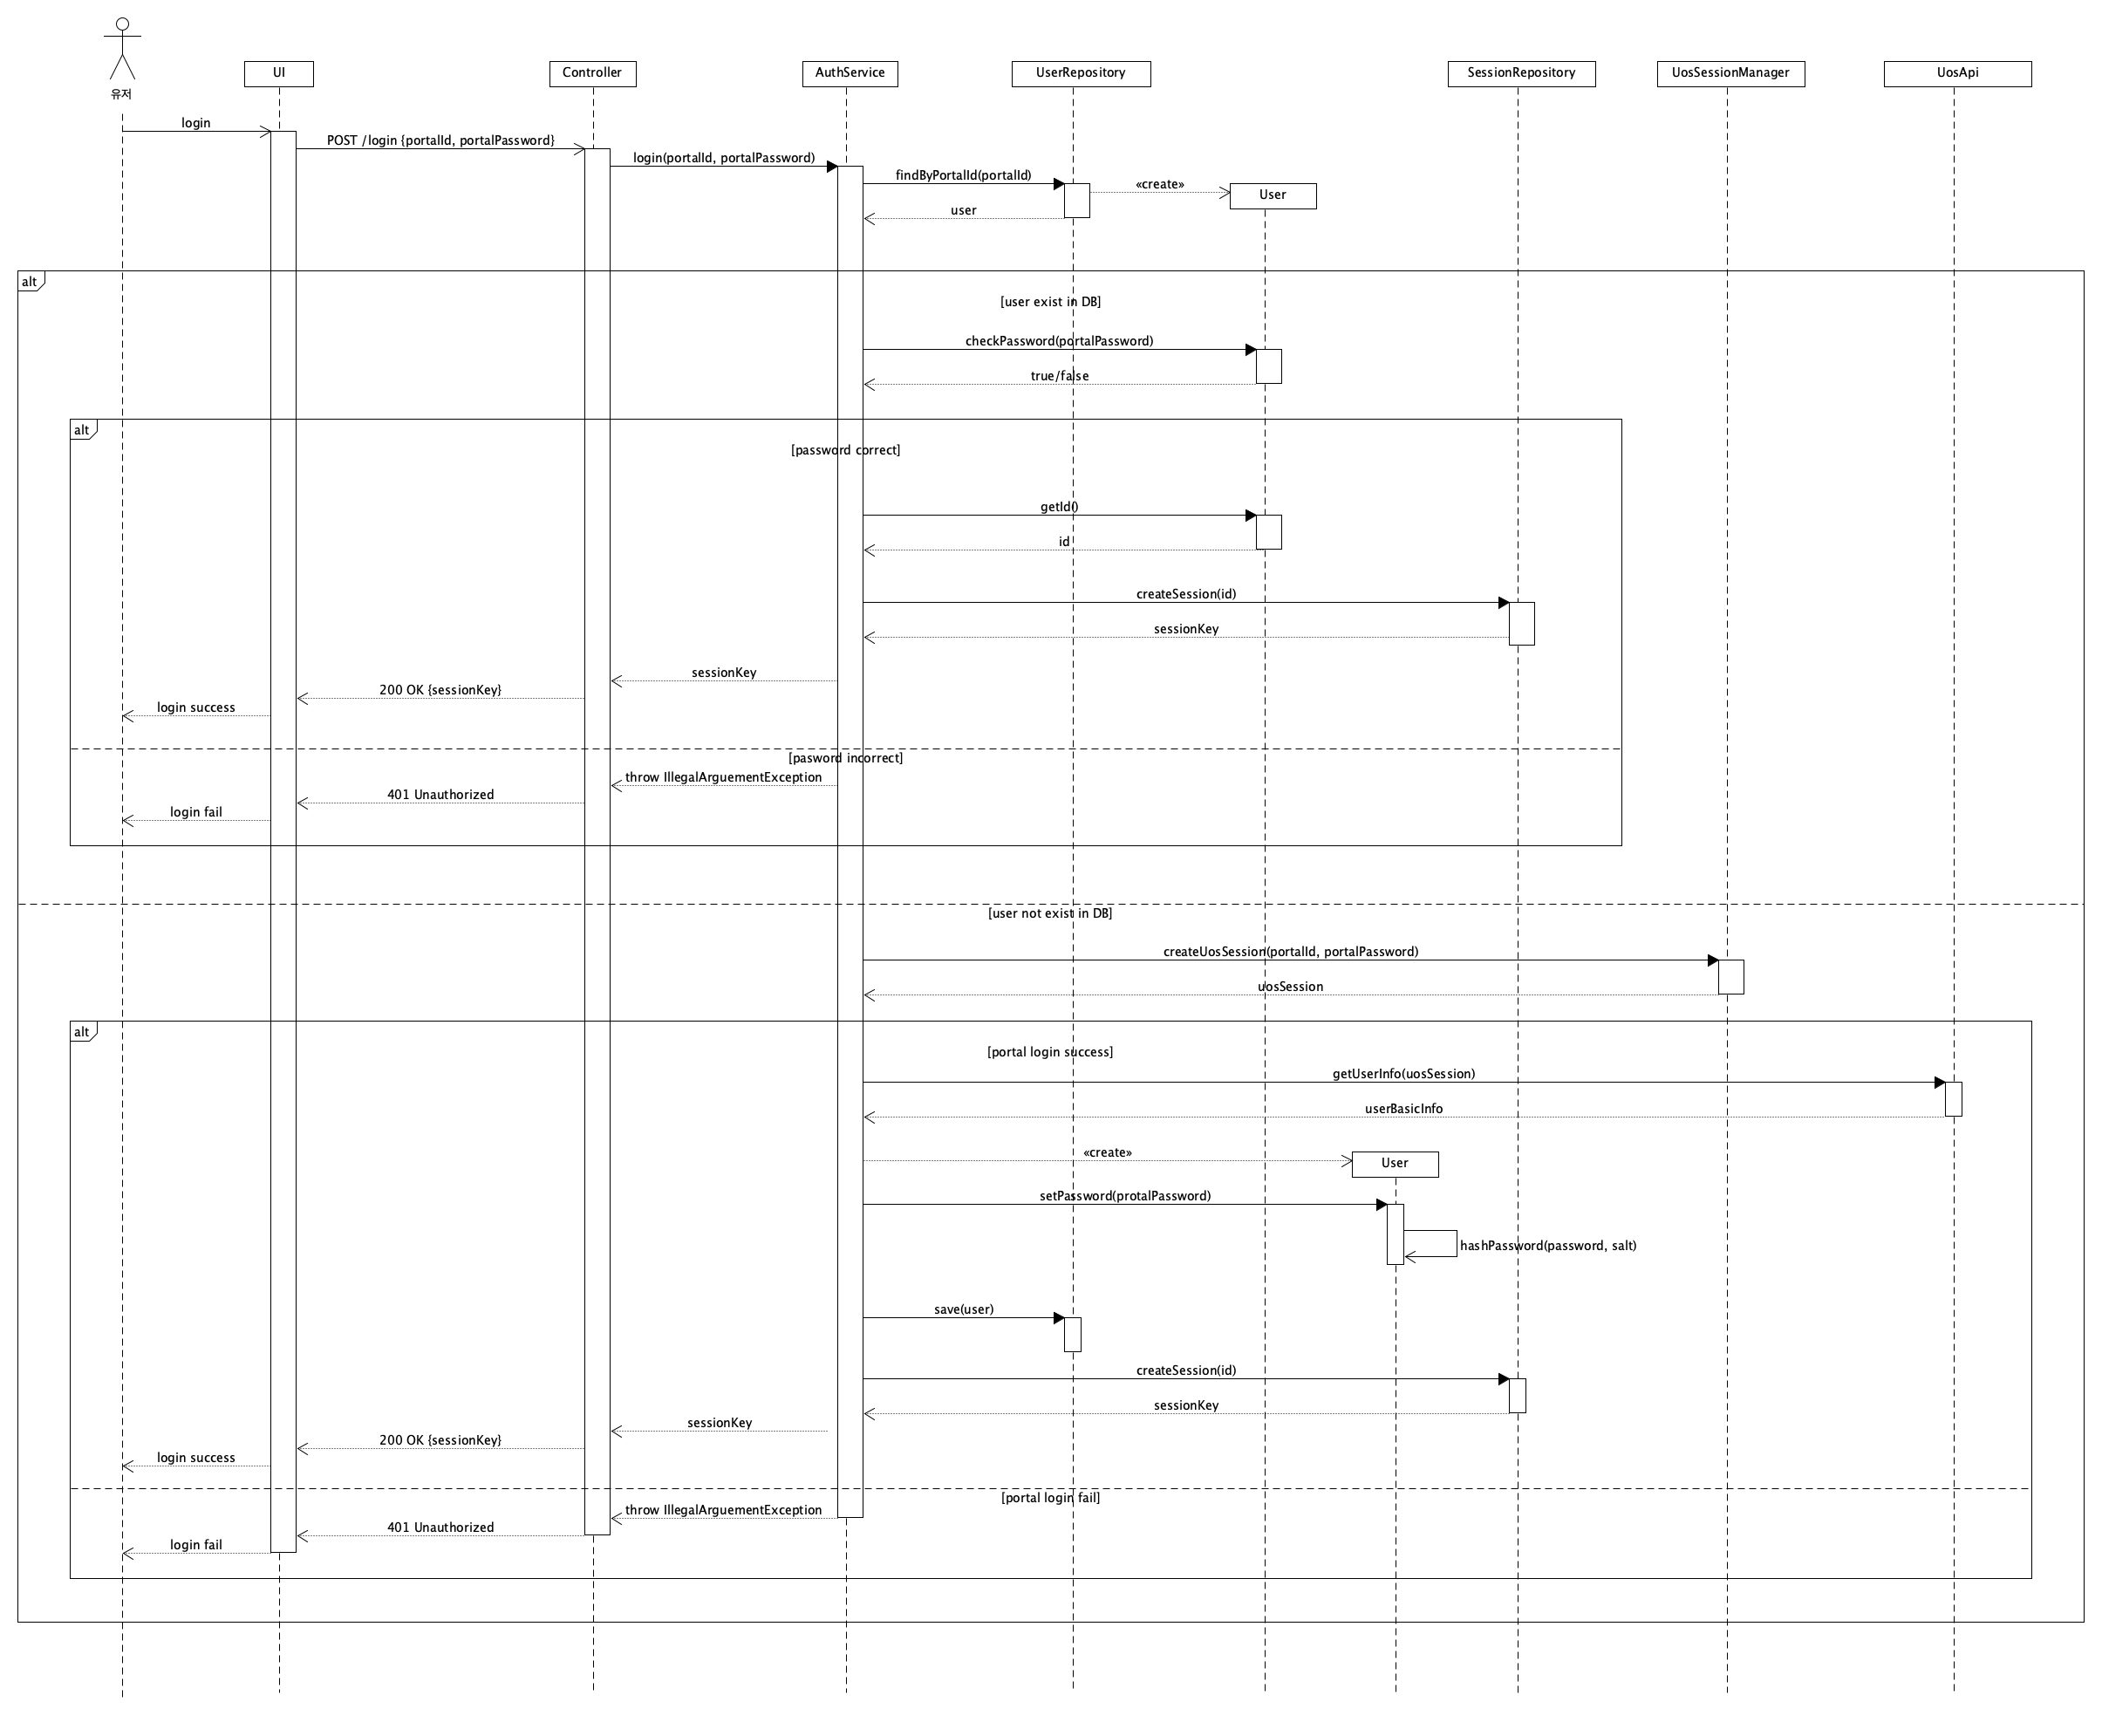 유저
UI
Controller
AuthService
UserRepository
SessionRepository
UosSessionManager
UosApi
login
POST /login {portalId, portalPassword}
login(portalId, portalPassword)
findByPortalId(portalId)
«create»
User
user
alt
[user exist in DB]
checkPassword(portalPassword)
true/false
alt
[password correct]
getId()
id
createSession(id)
sessionKey
sessionKey
200 OK {sessionKey}
login success
[pasword incorrect]
throw IllegalArguementException
401 Unauthorized
login fail
[user not exist in DB]
createUosSession(portalId, portalPassword)
uosSession
alt
[portal login success]
getUserInfo(uosSession)
userBasicInfo
«create»
User
setPassword(protalPassword)
hashPassword(password, salt)
save(user)
createSession(id)
sessionKey
sessionKey
200 OK {sessionKey}
login success
[portal login fail]
throw IllegalArguementException
401 Unauthorized
login fail